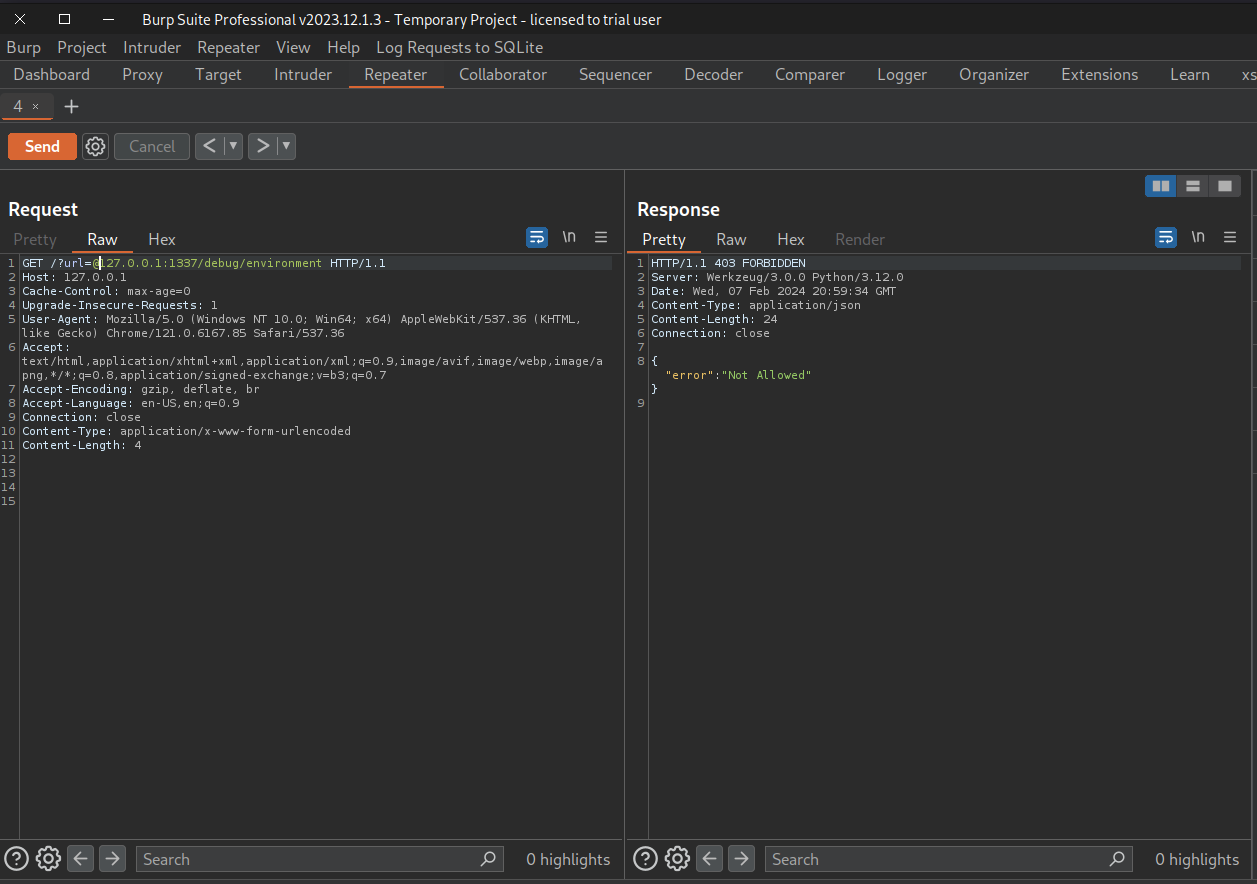 Burp Suite Professional v2023.12.1.3 - Temporary Project - licensed to trial user
Burp Project Intruder Repeater View Help Log Requests to SQLite
Dashboard Proxy Target Intruder Repeater Collaborator Sequencer Decoder Comparer Logger Organizer Extensions Learn xs
4 × +
Send Cancel < ▼ > ▼
Request
Pretty Raw Hex \n
1 GET /?url=@127.0.0.1:1337/debug/environment HTTP/1.1
2 Host: 127.0.0.1
3 Cache-Control: max-age=0
4 Upgrade-Insecure-Requests: 1
5 User-Agent: Mozilla/5.0 (Windows NT 10.0; Win64; x64) AppleWebKit/537.36 (KHTML,
like Gecko) Chrome/121.0.6167.85 Safari/537.36
6 Accept:
text/html,application/xhtml+xml,application/xml;q=0.9,image/avif,image/webp,image/a
png,*/*;q=0.8,application/signed-exchange;v=b3;q=0.7
7 Accept-Encoding: gzip, deflate, br
8 Accept-Language: en-US,en;q=0.9
9 Connection: close
10 Content-Type: application/x-www-form-urlencoded
11 Content-Length: 4
12
13
14
15
Search 0 highlights
Response
Pretty Raw Hex Render \n
1 HTTP/1.1 403 FORBIDDEN
2 Server: Werkzeug/3.0.0 Python/3.12.0
3 Date: Wed, 07 Feb 2024 20:59:34 GMT
4 Content-Type: application/json
5 Content-Length: 24
6 Connection: close
7
8 {
"error":"Not Allowed"
}
9
Search 0 highlights